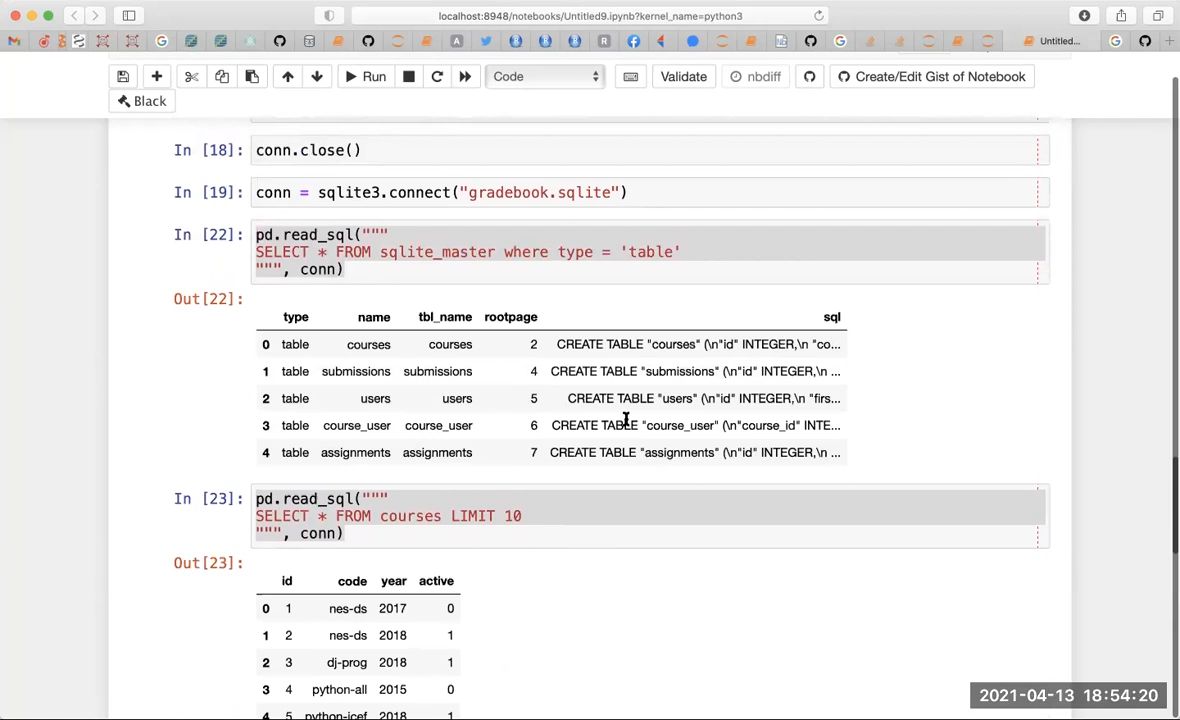 localhost:8948/notebooks/Untitled9.ipynb?kernel_name=python3
Untitled...
Run
Code
Validate
nbdiff
Create/Edit Gist of Notebook
Black
In [18]: conn.close()
In [19]: conn = sqlite3.connect("gradebook.sqlite")
In [22]: pd.read_sql("""
SELECT * FROM sqlite_master where type = 'table'
""", conn)
Out[22]:
type name tbl_name rootpage sql
0 table courses courses 2 CREATE TABLE "courses" (\n"id" INTEGER,\n "co...
1 table submissions submissions 4 CREATE TABLE "submissions" (\n"id" INTEGER,\n ...
2 table users users 5 CREATE TABLE "users" (\n"id" INTEGER,\n "firs...
3 table course_user course_user 6 CREATE TABLE "course_user" (\n"course_id" INTE...
4 table assignments assignments 7 CREATE TABLE "assignments" (\n"id" INTEGER,\n ...
In [23]: pd.read_sql("""
SELECT * FROM courses LIMIT 10
""", conn)
Out[23]:
id code year active
0 1 nes-ds 2017 0
1 2 nes-ds 2018 1
2 3 dj-prog 2018 1
3 4 python-all 2015 0
4 5 python-icef 2018 1
2021-04-13 18:54:20